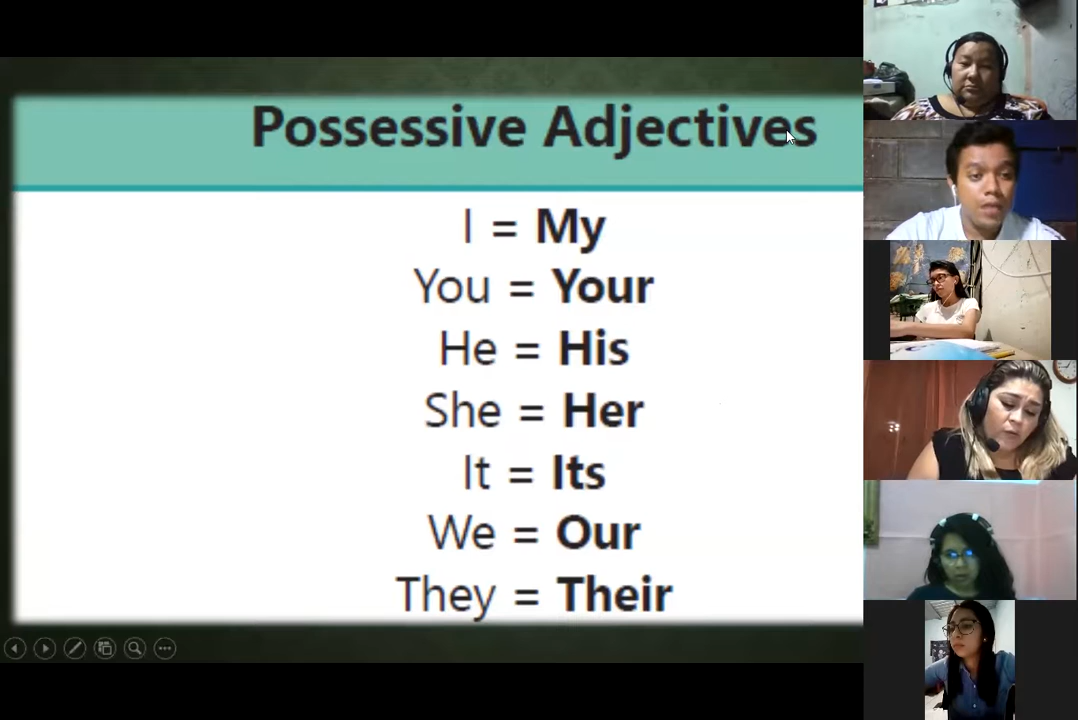 Possessive Adjectives
I = My
You = Your
He = His
She = Her
It = Its
We = Our
They = Their